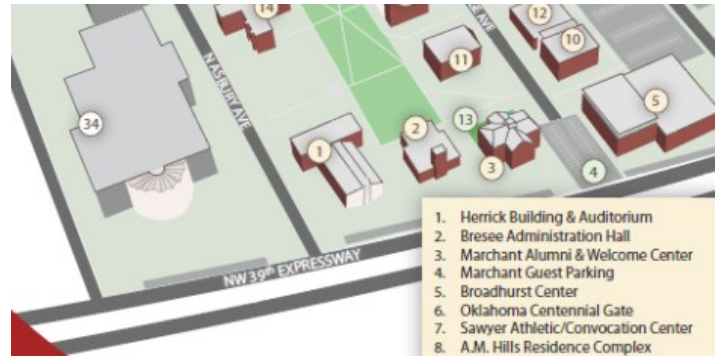 14
12
10
11
N ASBURY AVE
34
5
2
13
1
3
4
NW 39th EXPRESSWAY
1. Herrick Building & Auditorium
2. Bresee Administration Hall
3. Marchant Alumni & Welcome Center
4. Marchant Guest Parking
5. Broadhurst Center
6. Oklahoma Centennial Gate
7. Sawyer Athletic/Convocation Center
8. A.M. Hills Residence Complex